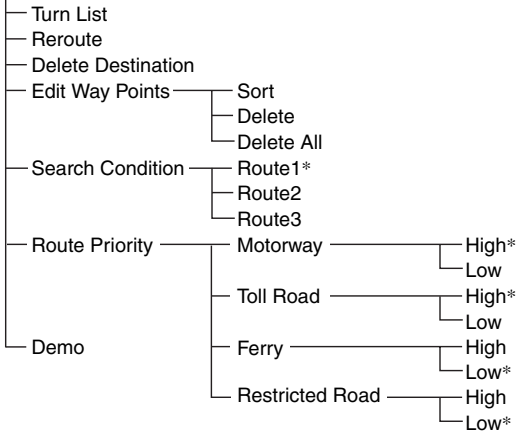 Turn List
Reroute
Delete Destination
Edit Way Points Sort
Delete
Delete All
Search Condition Route1*
Route2
Route3
Route Priority Motorway High*
Low
Toll Road High*
Low
Demo Ferry High
Low*
Restricted Road High
Low*